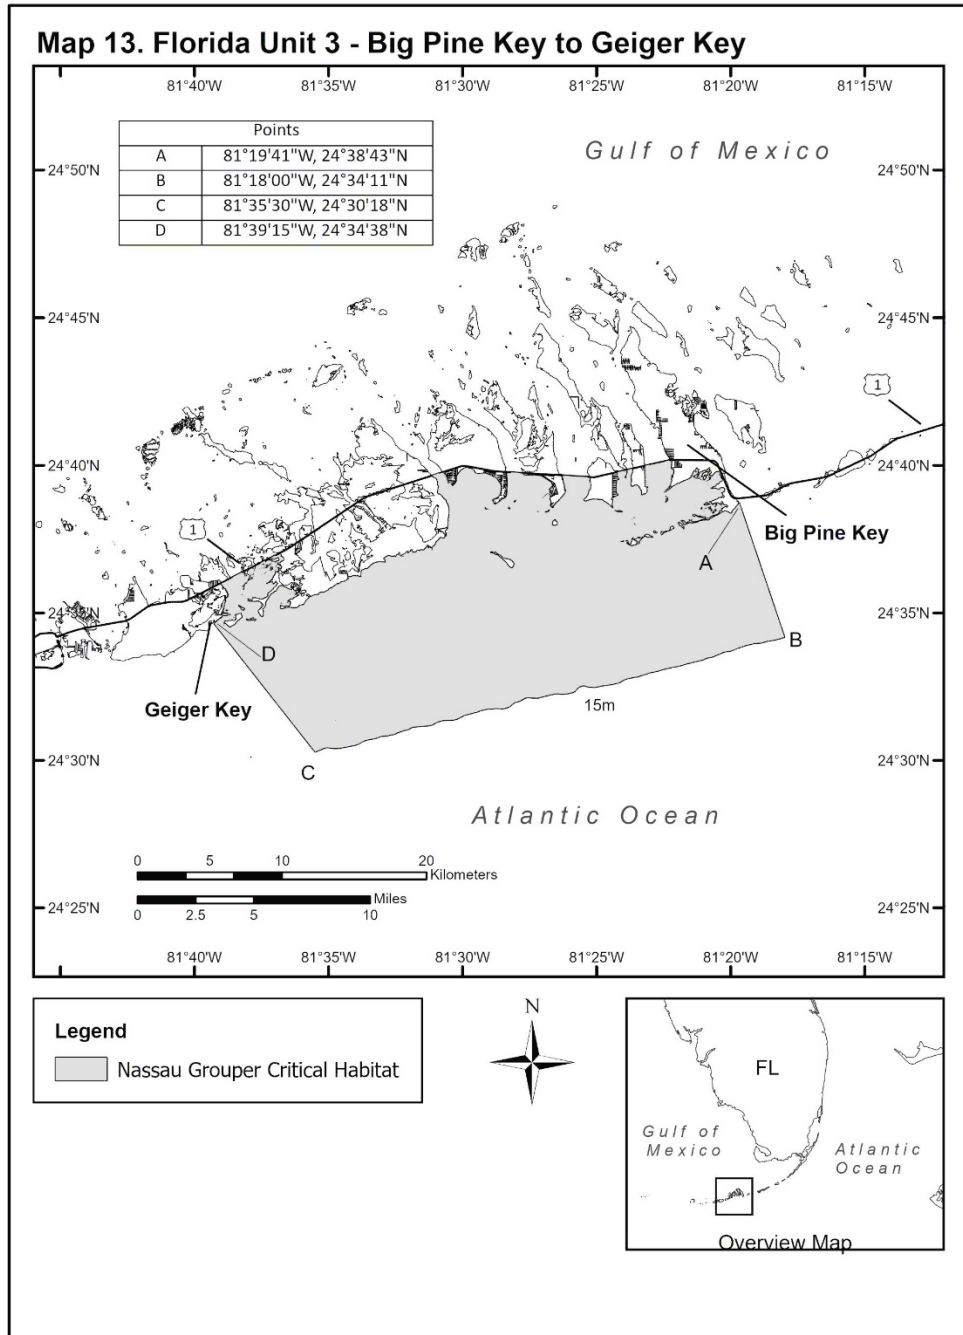 Map 13. Florida Unit 3 - Big Pine Key to Geiger Key
81°40'W 81°35'W 81°30'W 81°25'W 81°20'W 81°15'W
Points
A 81°19'41"W, 24°38'43"N
B 81°18'00"W, 24°34'11"N
C 81°35'30"W, 24°30'18"N
D 81°39'15"W, 24°34'38"N
Gulf of Mexico
24°50'N 24°50'N
24°45'N 24°45'N
1
24°40'N 24°40'N
1
Big Pine Key
A
24°35'N 24°35'N
B
D
Geiger Key
15m
24°30'N 24°30'N
C
Atlantic Ocean
0 5 10 20
Kilometers
Miles
0 2.5 5 10
24°25'N 24°25'N
81°40'W 81°35'W 81°30'W 81°25'W 81°20'W 81°15'W
Legend
Nassau Grouper Critical Habitat
N
FL
Gulf of
Mexico
Atlantic
Ocean
Overview Map